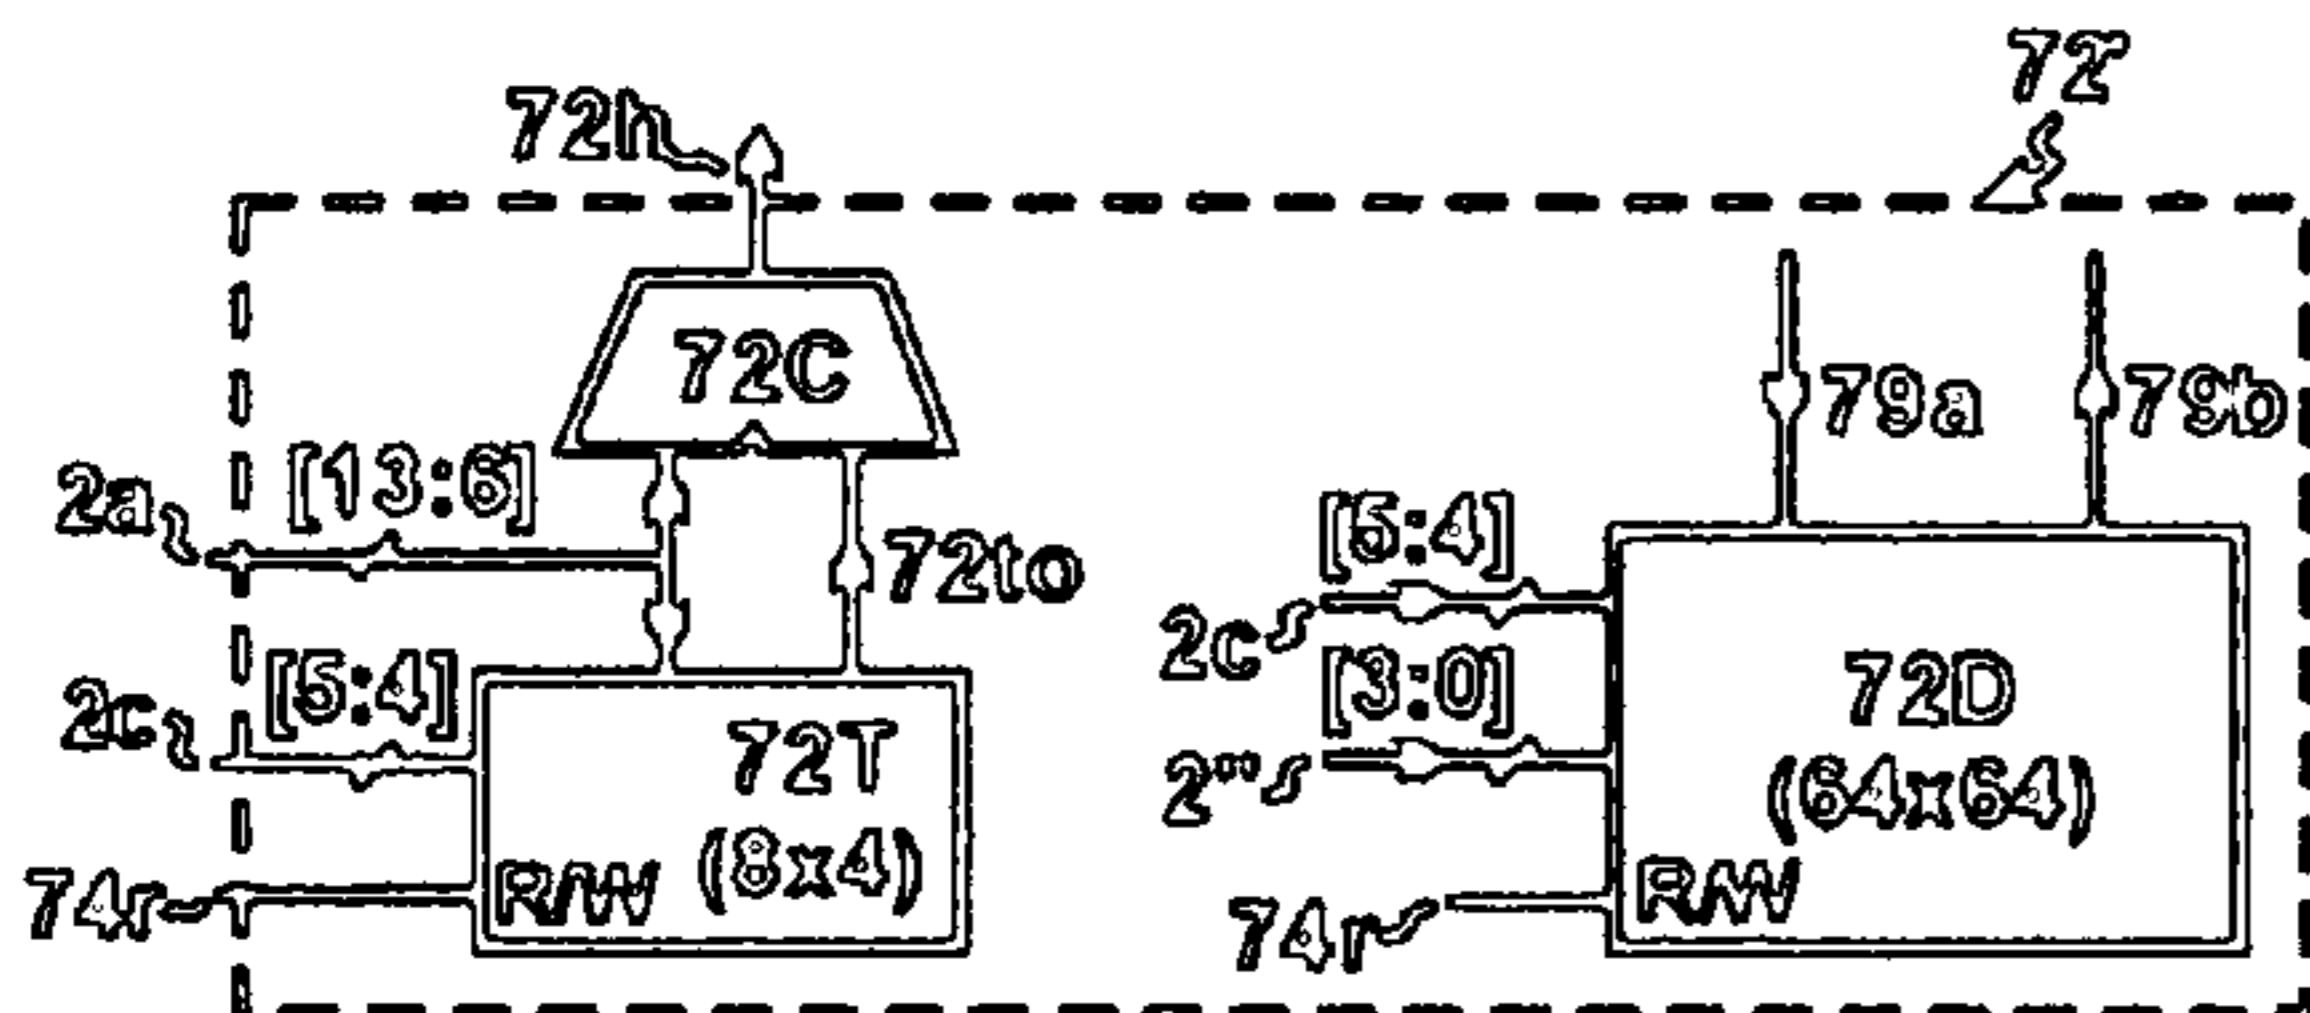 72
72h
72C
79a
79b
2a
[13:6]
72to
[5:4]
2c
[3:0]
2"
2c
[5:4]
72T
(8x4)
R/W
74r
72D
(64x64)
R/W
74r